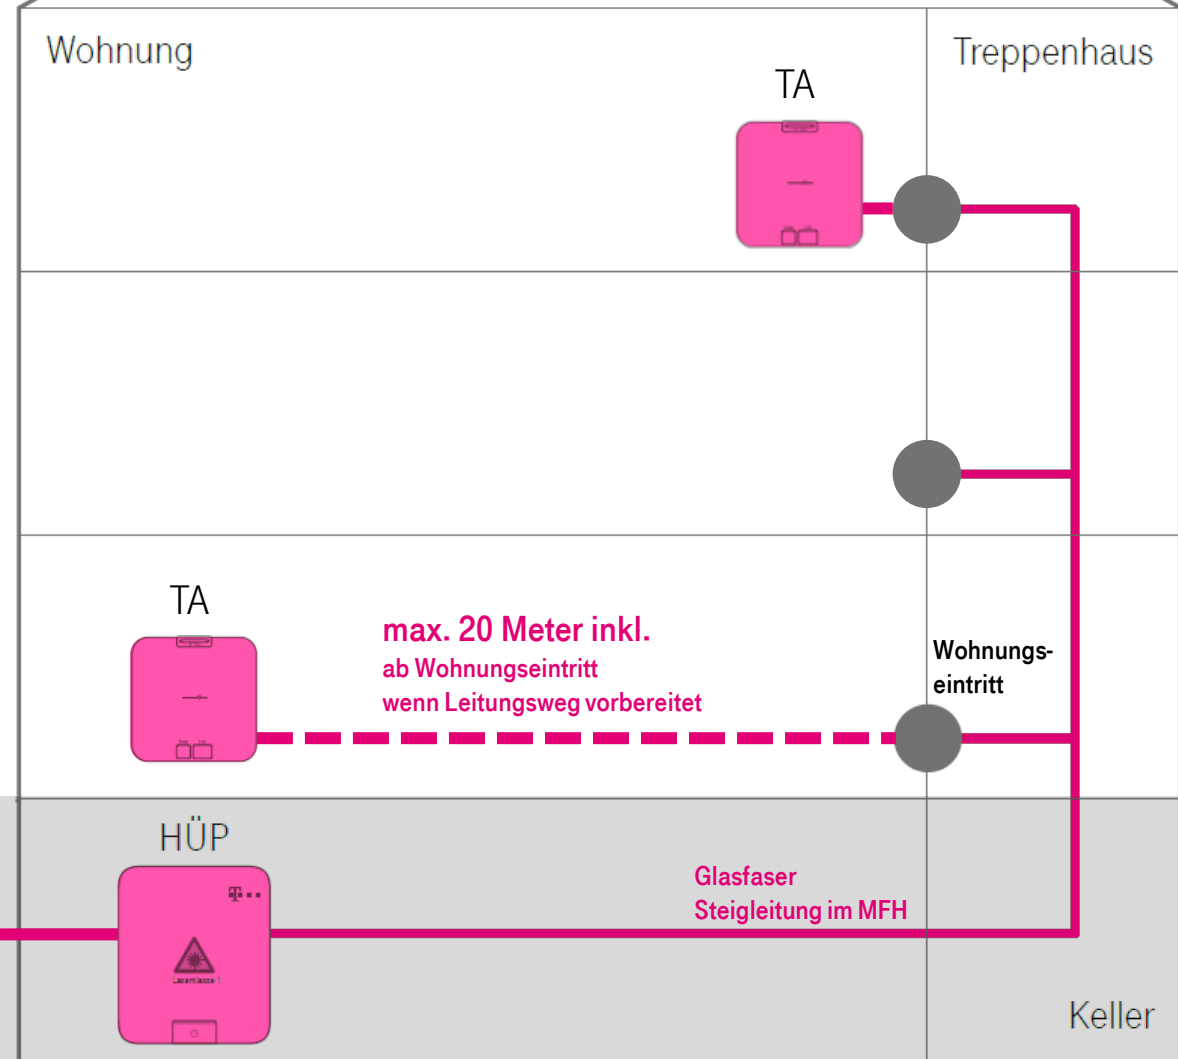 Wohnung
Treppenhaus
TA
TA
max. 20 Meter inkl.
ab Wohnungseintritt
wenn Leitungsweg vorbereitet
Wohnungs-
eintritt
HÜP
Glasfaser
Steigleitung im MFH
Keller